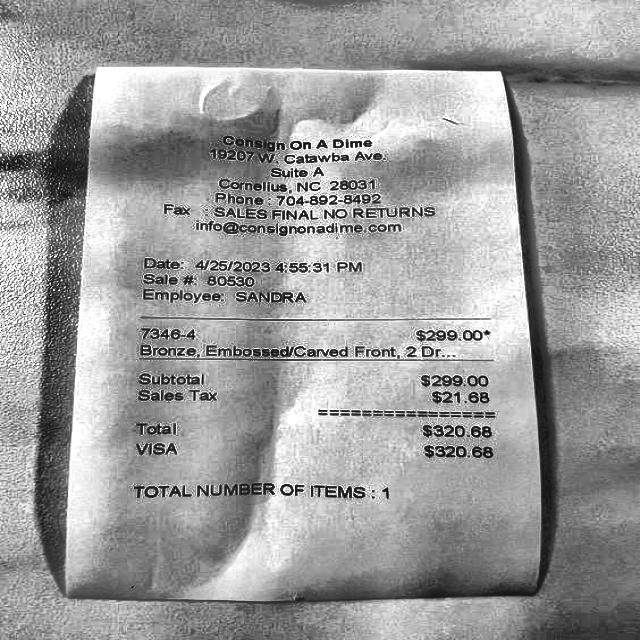 Consign On A Dime
19207 W. Catawba Ave.
Suite A
Cornelius, NC 28031
Phone : 704-892-8492
Fax : SALES FINAL NO RETURNS
info@consignonadime.com
Date: 4/25/2023 4:55:31 PM
Sale #: 80530
Employee: SANDRA
7346-4 $299.00*
Bronze, Embossed/Carved Front, 2 Dr...
Subtotal $299.00
Sales Tax $21.68
================
Total $320.68
VISA $320.68
TOTAL NUMBER OF ITEMS : 1